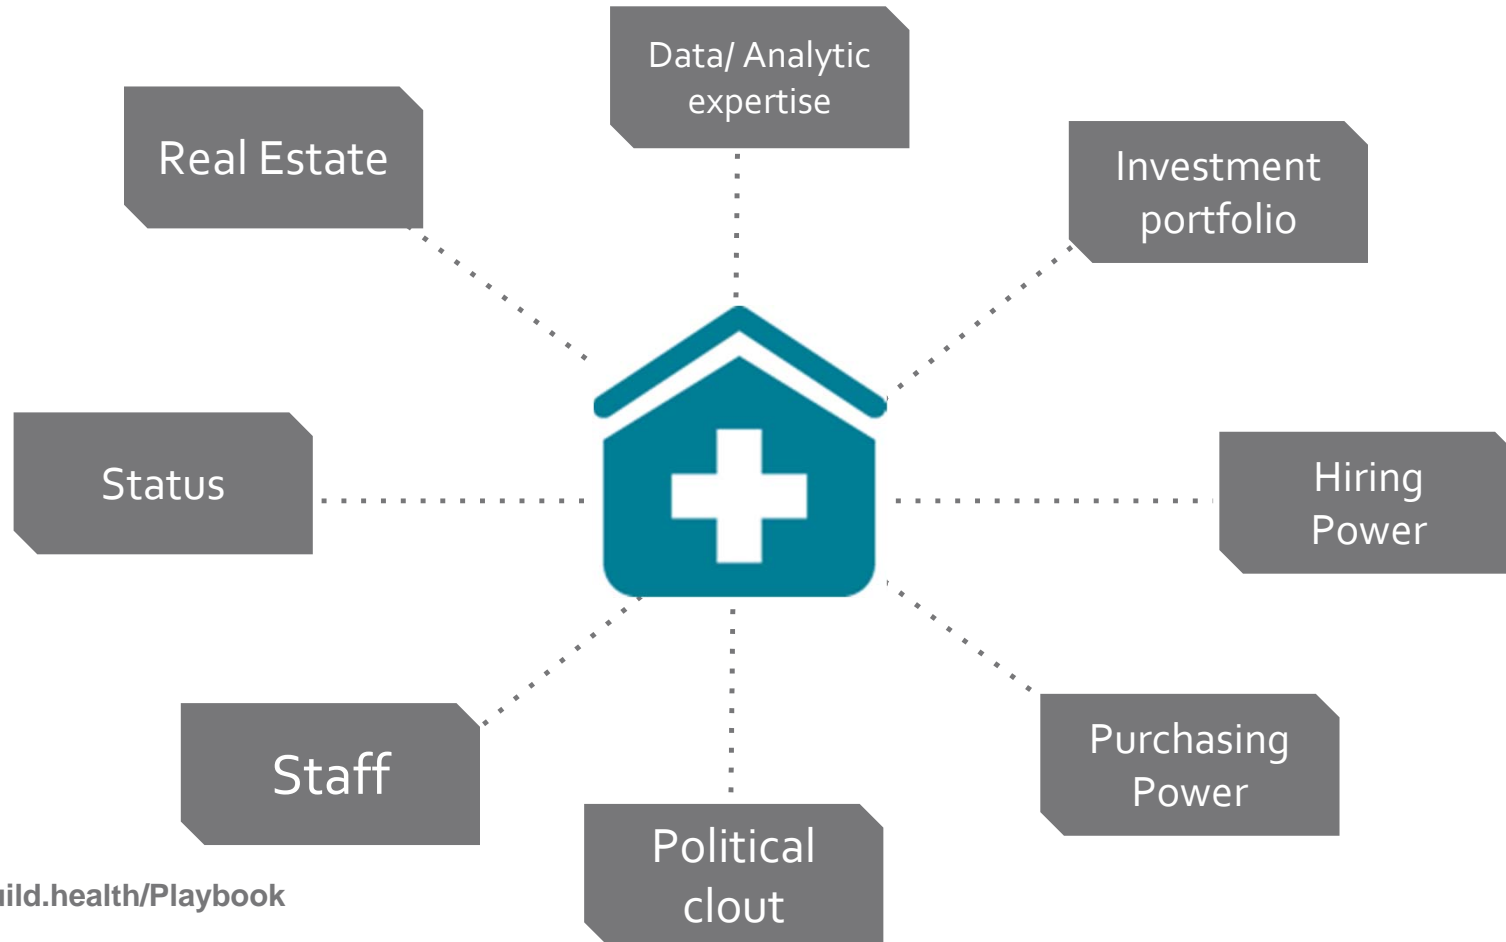 Data/ Analytic
expertise
Real Estate
Investment
portfolio
Status
Hiring
Power
Staff
Purchasing
Power
Political
clout
uild.health/Playbook